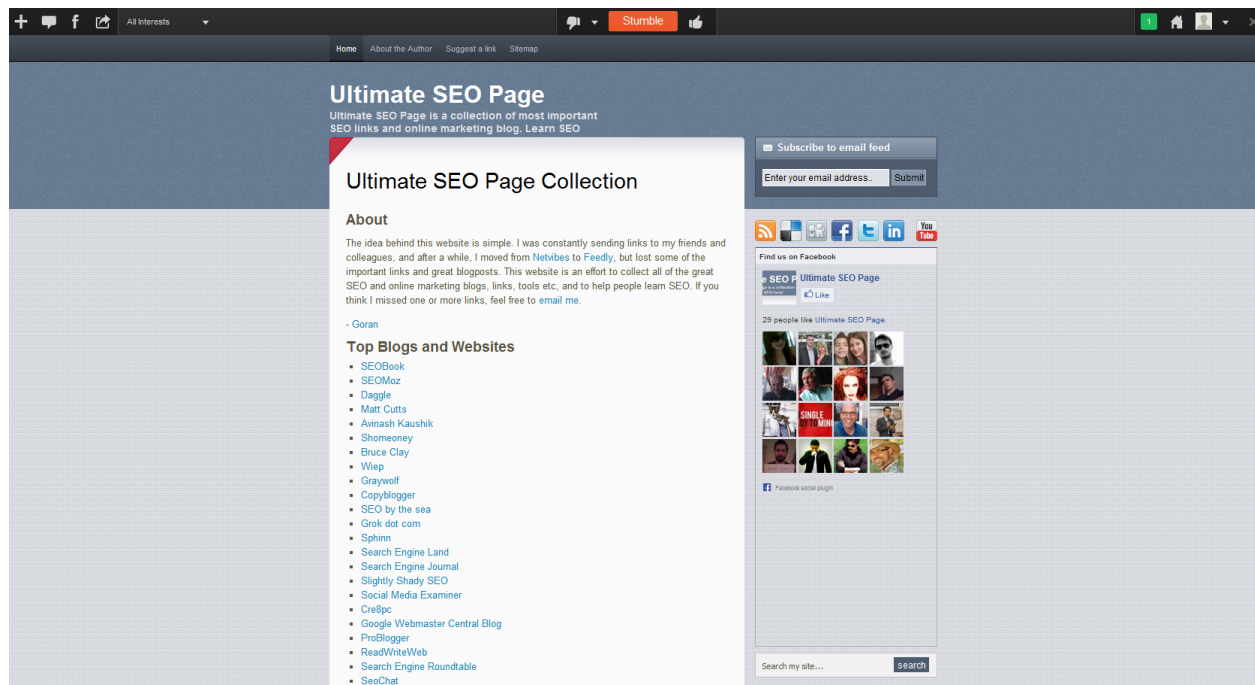 All Interests
Stumble
1
Home About the Author Suggest a link Sitemap
Ultimate SEO Page
Ultimate SEO Page is a collection of most important
SEO links and online marketing blog. Learn SEO
Ultimate SEO Page Collection
About
The idea behind this website is simple. I was constantly sending links to my friends and
colleagues, and after a while, I moved from Netvibes to Feedly, but lost some of the
important links and great blogposts. This website is an effort to collect all of the great
SEO and online marketing blogs, links, tools etc, and to help people learn SEO. If you
think I missed one or more links, feel free to email me.
- Goran
Top Blogs and Websites
SEOBook
SEOMoz
Daggle
Matt Cutts
Avinash Kaushik
Shomeoney
Bruce Clay
Wiep
Graywolf
Copyblogger
SEO by the sea
Grok dot com
Sphinn
Search Engine Land
Search Engine Journal
Slightly Shady SEO
Social Media Examiner
Cre8pc
Google Webmaster Central Blog
ProBlogger
ReadWriteWeb
Search Engine Roundtable
SeoChat
Subscribe to email feed
Enter your email address.. Submit
You
Tube
Find us on Facebook
Ultimate SEO Page
Like
29 people like Ultimate SEO Page.
SINGLE
Facebook social plugin
Search my site... search